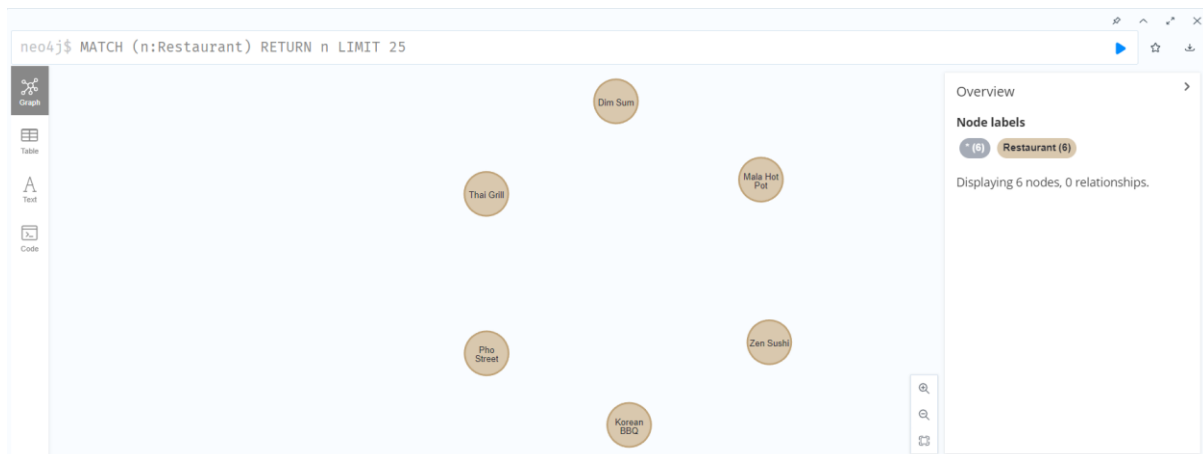 neo4j$ MATCH (n:Restaurant) RETURN n LIMIT 25
Graph
Table
A
Text
>_
Code
Dim Sum
Thai Grill
Mala Hot
Pot
Pho
Street
Zen Sushi
Korean
BBQ
Overview
Node labels
* (6) Restaurant (6)
Displaying 6 nodes, 0 relationships.